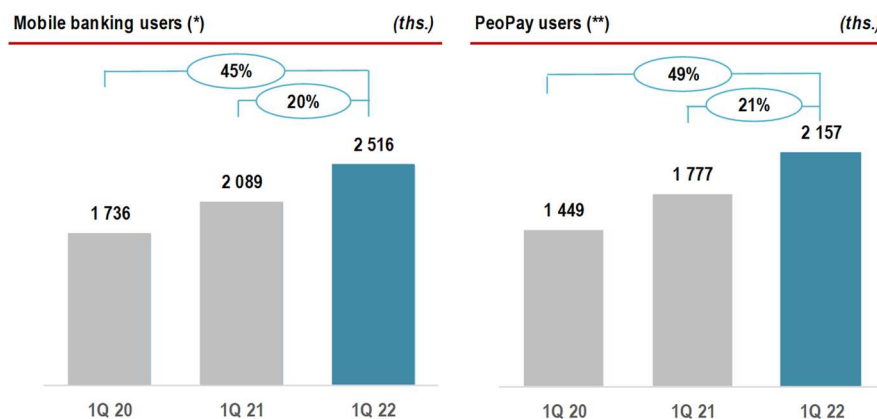 Mobile banking users (*) (ths.)
45%
20%
2 516
2 089
1 736
1Q 20 1Q 21 1Q 22
PeoPay users (**) (ths.)
49%
21%
2 157
1 777
1 449
1Q 20 1Q 21 1Q 22